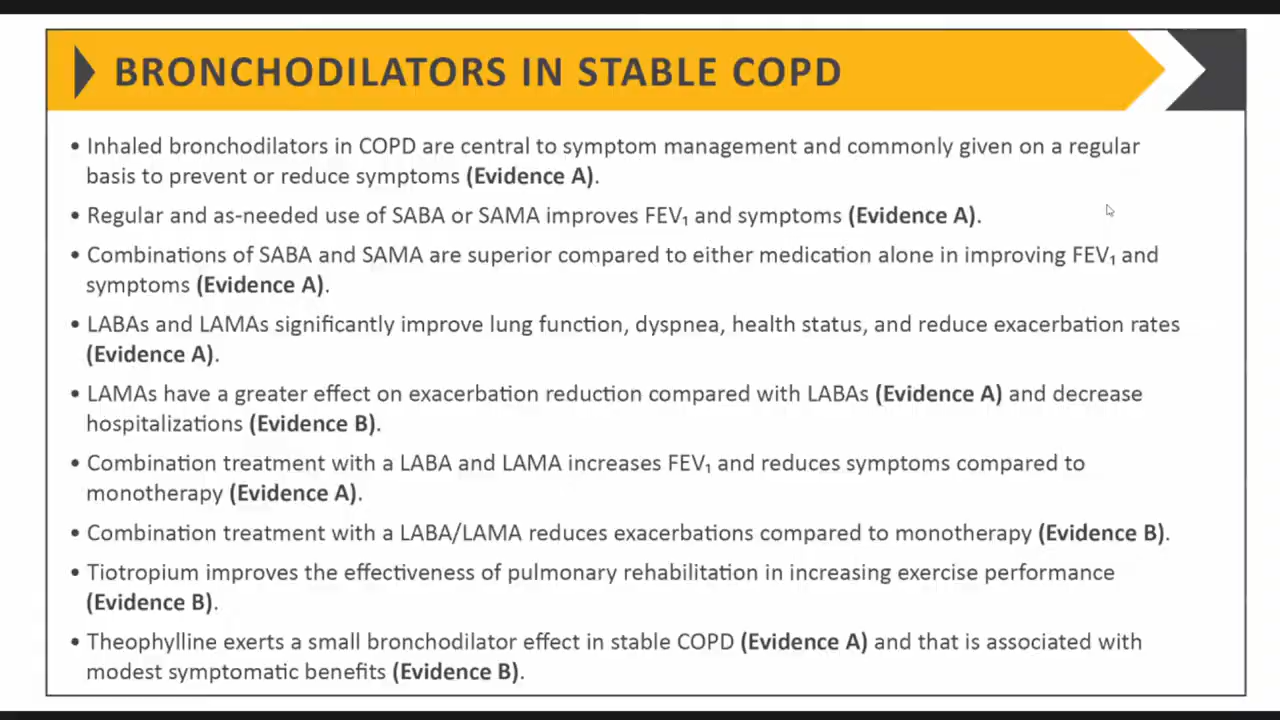 BRONCHODILATORS IN STABLE COPD
• Inhaled bronchodilators in COPD are central to symptom management and commonly given on a regular
basis to prevent or reduce symptoms (Evidence A).
• Regular and as-needed use of SABA or SAMA improves FEV₁ and symptoms (Evidence A).
• Combinations of SABA and SAMA are superior compared to either medication alone in improving FEV₁ and
symptoms (Evidence A).
• LABAs and LAMAs significantly improve lung function, dyspnea, health status, and reduce exacerbation rates
(Evidence A).
• LAMAs have a greater effect on exacerbation reduction compared with LABAs (Evidence A) and decrease
hospitalizations (Evidence B).
• Combination treatment with a LABA and LAMA increases FEV₁ and reduces symptoms compared to
monotherapy (Evidence A).
• Combination treatment with a LABA/LAMA reduces exacerbations compared to monotherapy (Evidence B).
• Tiotropium improves the effectiveness of pulmonary rehabilitation in increasing exercise performance
(Evidence B).
• Theophylline exerts a small bronchodilator effect in stable COPD (Evidence A) and that is associated with
modest symptomatic benefits (Evidence B).